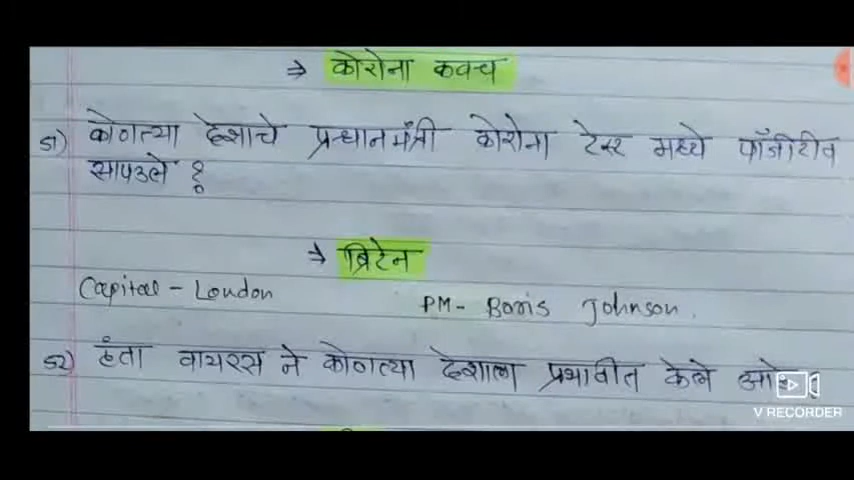 ⇒ कोरोना कवच
51) कोणत्या देशाचे प्रधानमंत्री कोरोना टेस्ट मध्ये पॉजीटीव
सापडले ?
⇒ ब्रिटेन
Capital - London
PM- Boris Johnson.
52) हंता वायरस ने कोणत्या देशाला प्रभावीत केले
V RECORDER